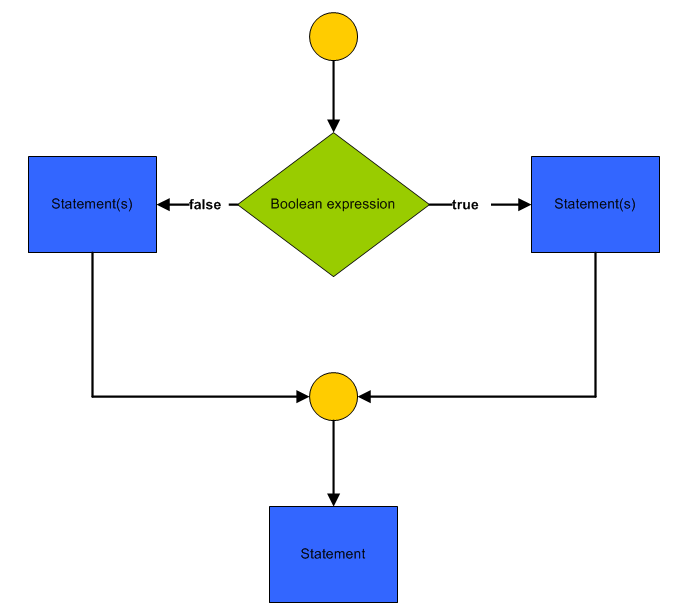 Statement(s)
false
Boolean expression
true
Statement(s)
Statement